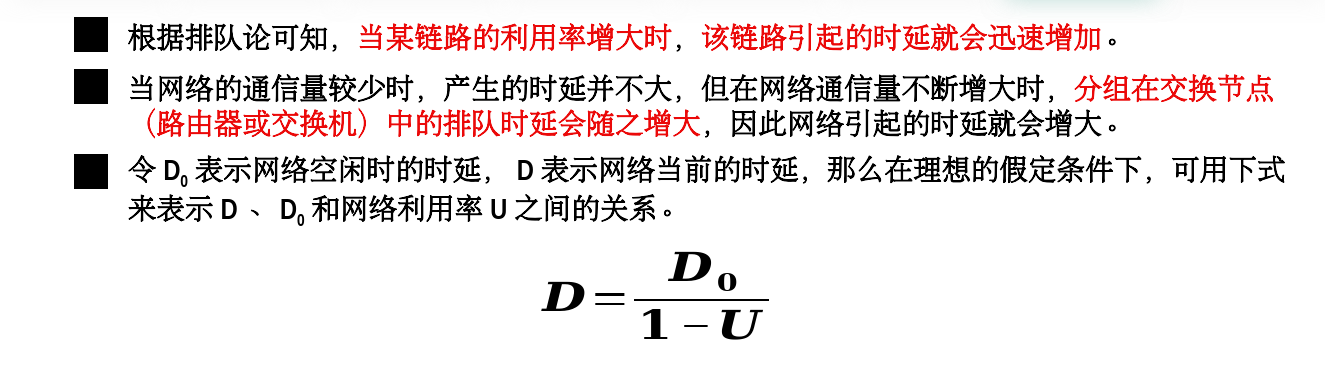 ■ 根据排队论可知，当某链路的利用率增大时，该链路引起的时延就会迅速增加。
■ 当网络的通信量较少时，产生的时延并不大，但在网络通信量不断增大时，分组在交换节点
（路由器或交换机）中的排队时延会随之增大，因此网络引起的时延就会增大。
■ 令 D₀ 表示网络空闲时的时延， D 表示网络当前的时延，那么在理想的假定条件下，可用下式
来表示 D 、 D₀ 和网络利用率 U 之间的关系。
D = D₀ / (1 − U)